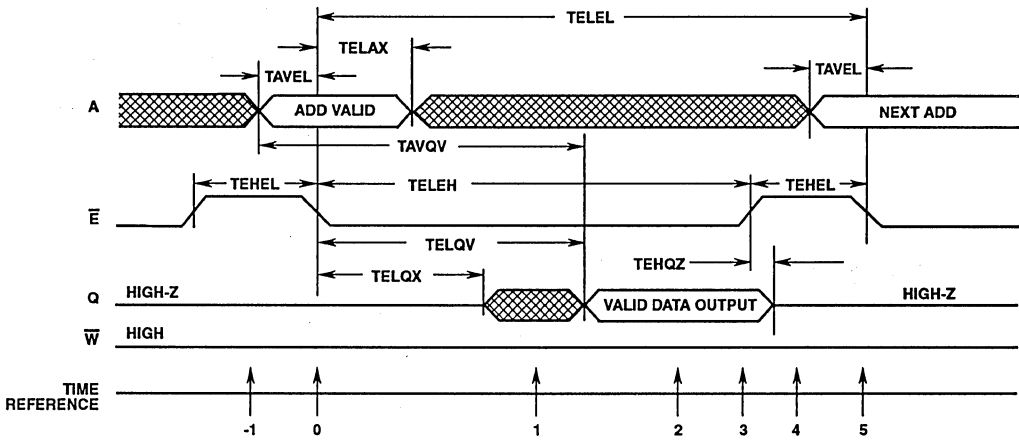 TELEL
TELAX
TAVEL
TAVEL
A
ADD VALID
NEXT ADD
TAVQV
TEHEL
TELEH
TEHEL
E
TELQV
TEHQZ
TELQX
Q
HIGH-Z
VALID DATA OUTPUT
HIGH-Z
W
HIGH
TIME
REFERENCE
-1 0 1 2 3 4 5